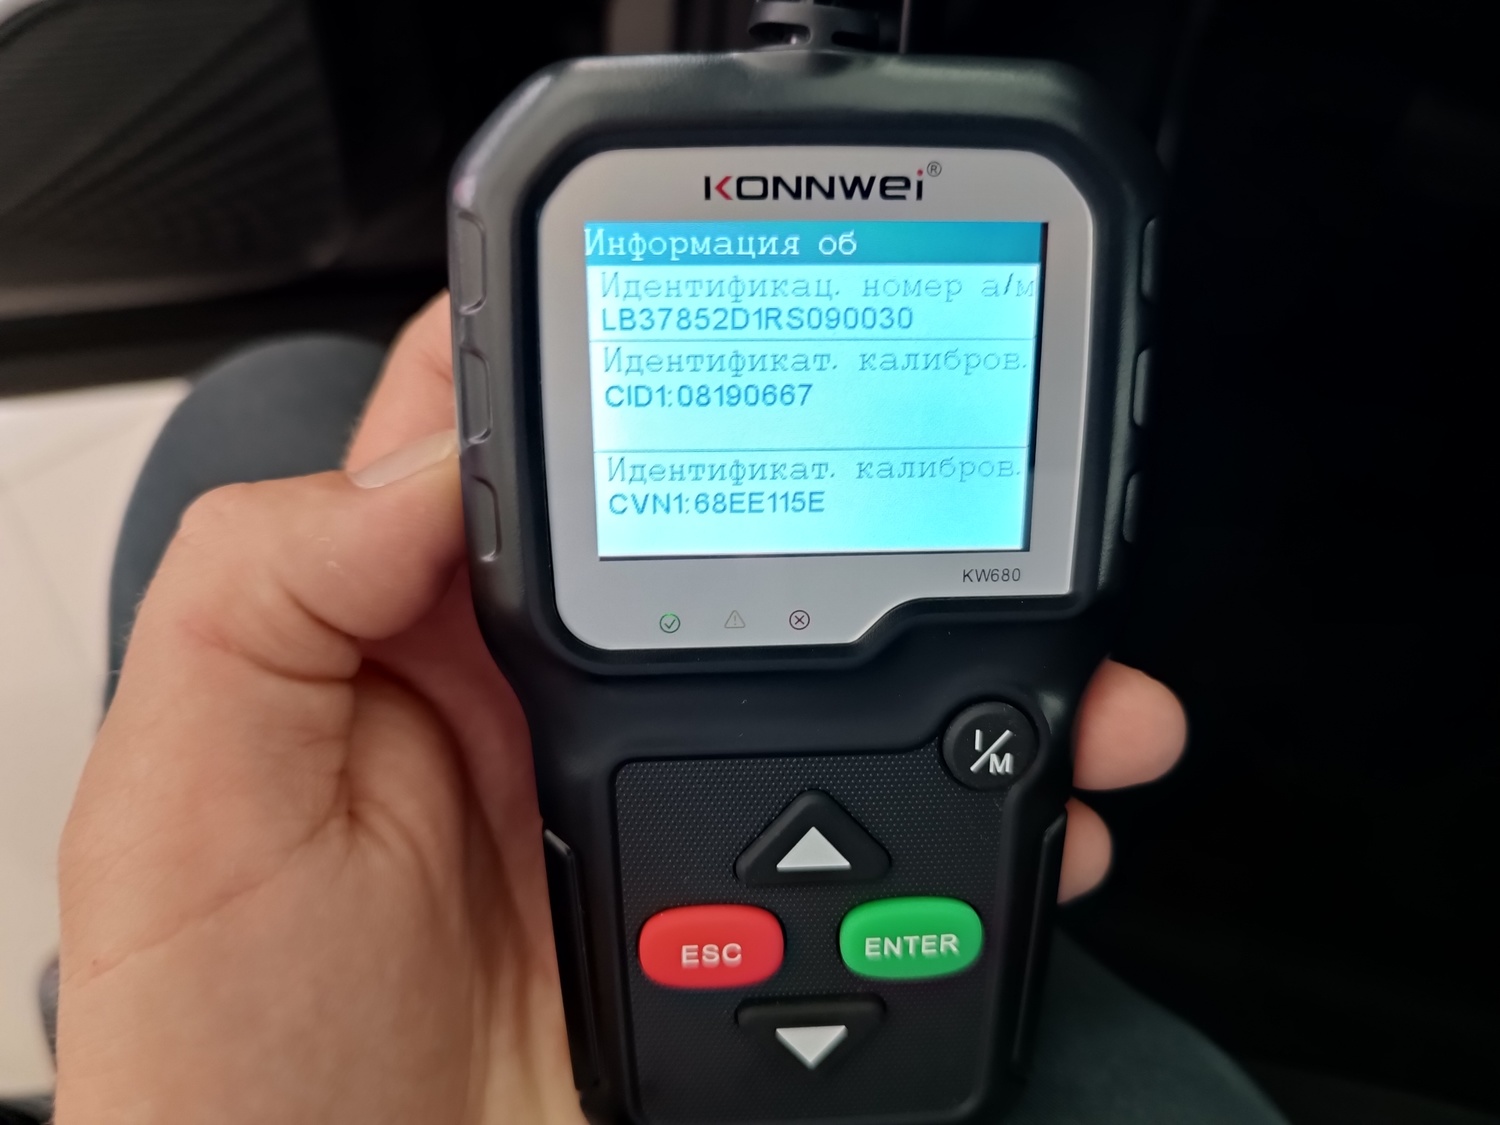 KONNWEI®
Информация об
Идентификац. номер а/м
LB37852D1RS090030
Идентификат. калибров.
CID1:08190667
Идентификат. калибров.
CVN1:68EE115E
KW680
I/M
ESC
ENTER